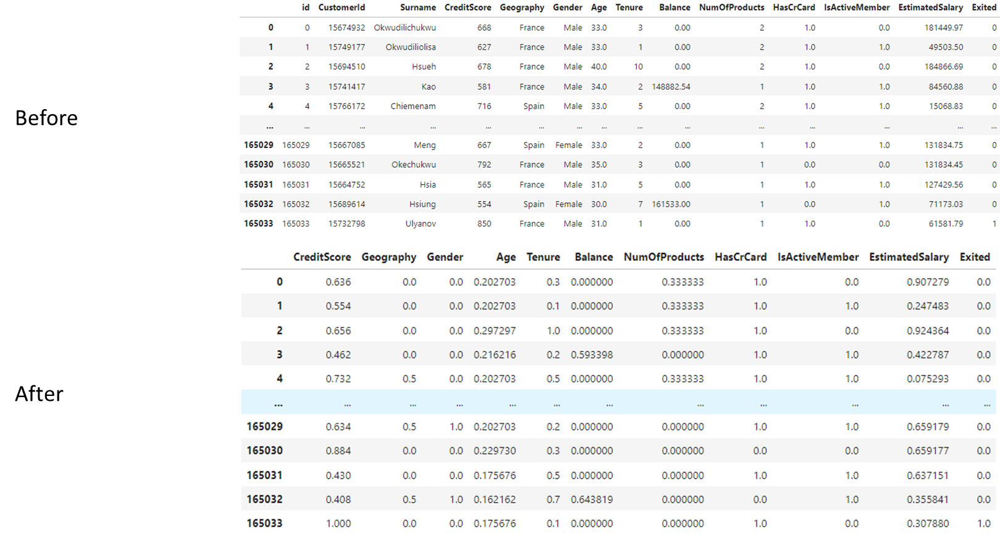 id CustomerId Surname CreditScore Geography Gender Age Tenure Balance NumOfProducts HasCrCard IsActiveMember EstimatedSalary Exited
0 0 15674932 Okwudilichukwu 668 France Male 33.0 3 0.00 2 1.0 0.0 181449.97 0
1 1 15749177 Okwudiliolisa 627 France Male 33.0 1 0.00 2 1.0 1.0 49503.50 0
2 2 15694510 Hsueh 678 France Male 40.0 10 0.00 2 1.0 0.0 184866.69 0
3 3 15741417 Kao 581 France Male 34.0 2 148882.54 1 1.0 1.0 84560.88 0
4 4 15766172 Chiemenam 716 Spain Male 33.0 5 0.00 2 1.0 1.0 15068.83 0
Before
... ... ... ... ... ... ... ... ... ... ... ... ... ... ...
165029 165029 15667085 Meng 667 Spain Female 33.0 2 0.00 1 1.0 1.0 131834.75 0
165030 165030 15665521 Okechukwu 792 France Male 35.0 3 0.00 1 0.0 0.0 131834.45 0
165031 165031 15664752 Hsia 565 France Male 31.0 5 0.00 1 1.0 1.0 127429.56 0
165032 165032 15689614 Hsiung 554 Spain Female 30.0 7 161533.00 1 0.0 1.0 71173.03 0
165033 165033 15732798 Ulyanov 850 France Male 31.0 1 0.00 1 1.0 0.0 61581.79 1
CreditScore Geography Gender Age Tenure Balance NumOfProducts HasCrCard IsActiveMember EstimatedSalary Exited
0 0.636 0.0 0.0 0.202703 0.3 0.000000 0.333333 1.0 0.0 0.907279 0.0
1 0.554 0.0 0.0 0.202703 0.1 0.000000 0.333333 1.0 1.0 0.247483 0.0
2 0.656 0.0 0.0 0.297297 1.0 0.000000 0.333333 1.0 0.0 0.924364 0.0
3 0.462 0.0 0.0 0.216216 0.2 0.593398 0.000000 1.0 1.0 0.422787 0.0
4 0.732 0.5 0.0 0.202703 0.5 0.000000 0.333333 1.0 1.0 0.075293 0.0
After
... ... ... ... ... ... ... ... ... ... ... ...
165029 0.634 0.5 1.0 0.202703 0.2 0.000000 0.000000 1.0 1.0 0.659179 0.0
165030 0.884 0.0 0.0 0.229730 0.3 0.000000 0.000000 0.0 0.0 0.659177 0.0
165031 0.430 0.0 0.0 0.175676 0.5 0.000000 0.000000 1.0 1.0 0.637151 0.0
165032 0.408 0.5 1.0 0.162162 0.7 0.643819 0.000000 0.0 1.0 0.355841 0.0
165033 1.000 0.0 0.0 0.175676 0.1 0.000000 0.000000 1.0 0.0 0.307880 1.0